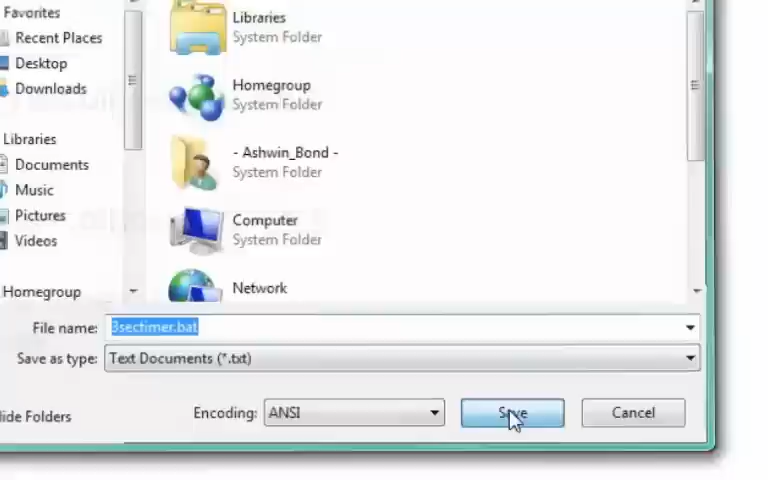 Favorites
Recent Places
Desktop
Downloads
Libraries
Documents
Music
Pictures
Videos
Homegroup
Libraries
System Folder
Homegroup
System Folder
- Ashwin_Bond -
System Folder
Computer
System Folder
Network
File name: 3sectimer.bat
Save as type: Text Documents (*.txt)
lide Folders
Encoding: ANSI
Save
Cancel